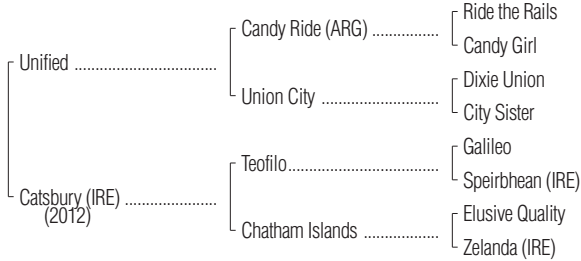 Ride the Rails
Candy Ride (ARG) ................
Candy Girl
Unified ..................................
Dixie Union
Union City ............................
City Sister
Galileo
Teofilo....................................
Speirbhean (IRE)
Catsbury (IRE) ......................
(2012)
Elusive Quality
Chatham Islands ..................
Zelanda (IRE)